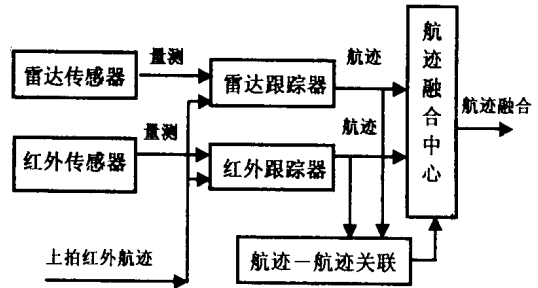 雷达传感器
量测
雷达跟踪器
航迹
航迹融合中心
航迹融合
红外传感器
量测
红外跟踪器
航迹
上拍红外航迹
航迹－航迹关联